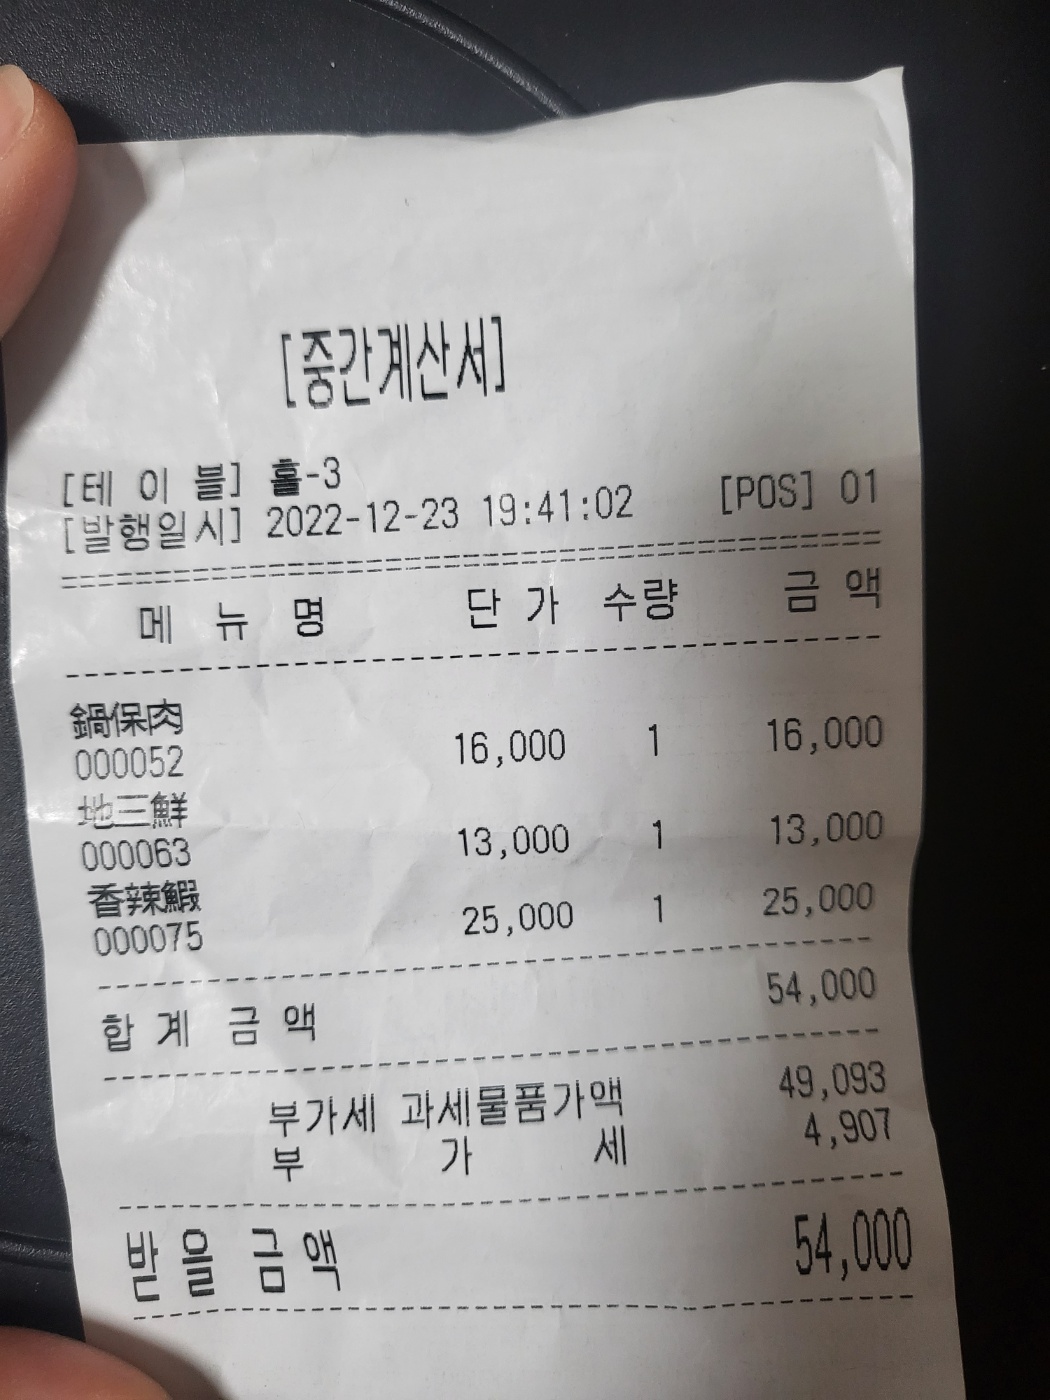 [중간계산서]
[테 이 블] 홀-3
[발행일시] 2022-12-23 19:41:02 [POS] 01
메 뉴 명 단 가 수량 금 액
鍋保肉
000052 16,000 1 16,000
地三鮮
000063 13,000 1 13,000
香辣鰕
000075 25,000 1 25,000
합 계 금 액 54,000
부가세 과세물품가액 49,093
부 가 세 4,907
받 을 금 액 54,000